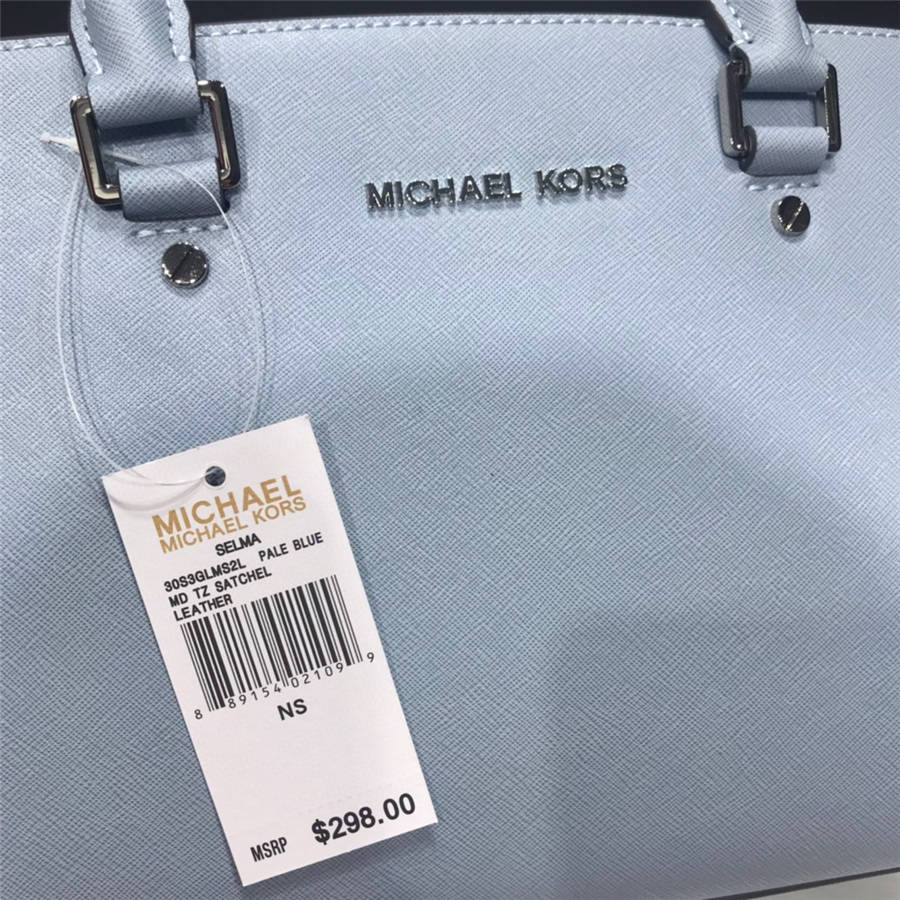 MICHAEL KORS
MICHAEL
MICHAEL KORS
SELMA
30S3GLMS2L PALE BLUE
MD TZ SATCHEL
LEATHER
8 89154 02109 9
NS
MSRP $298.00